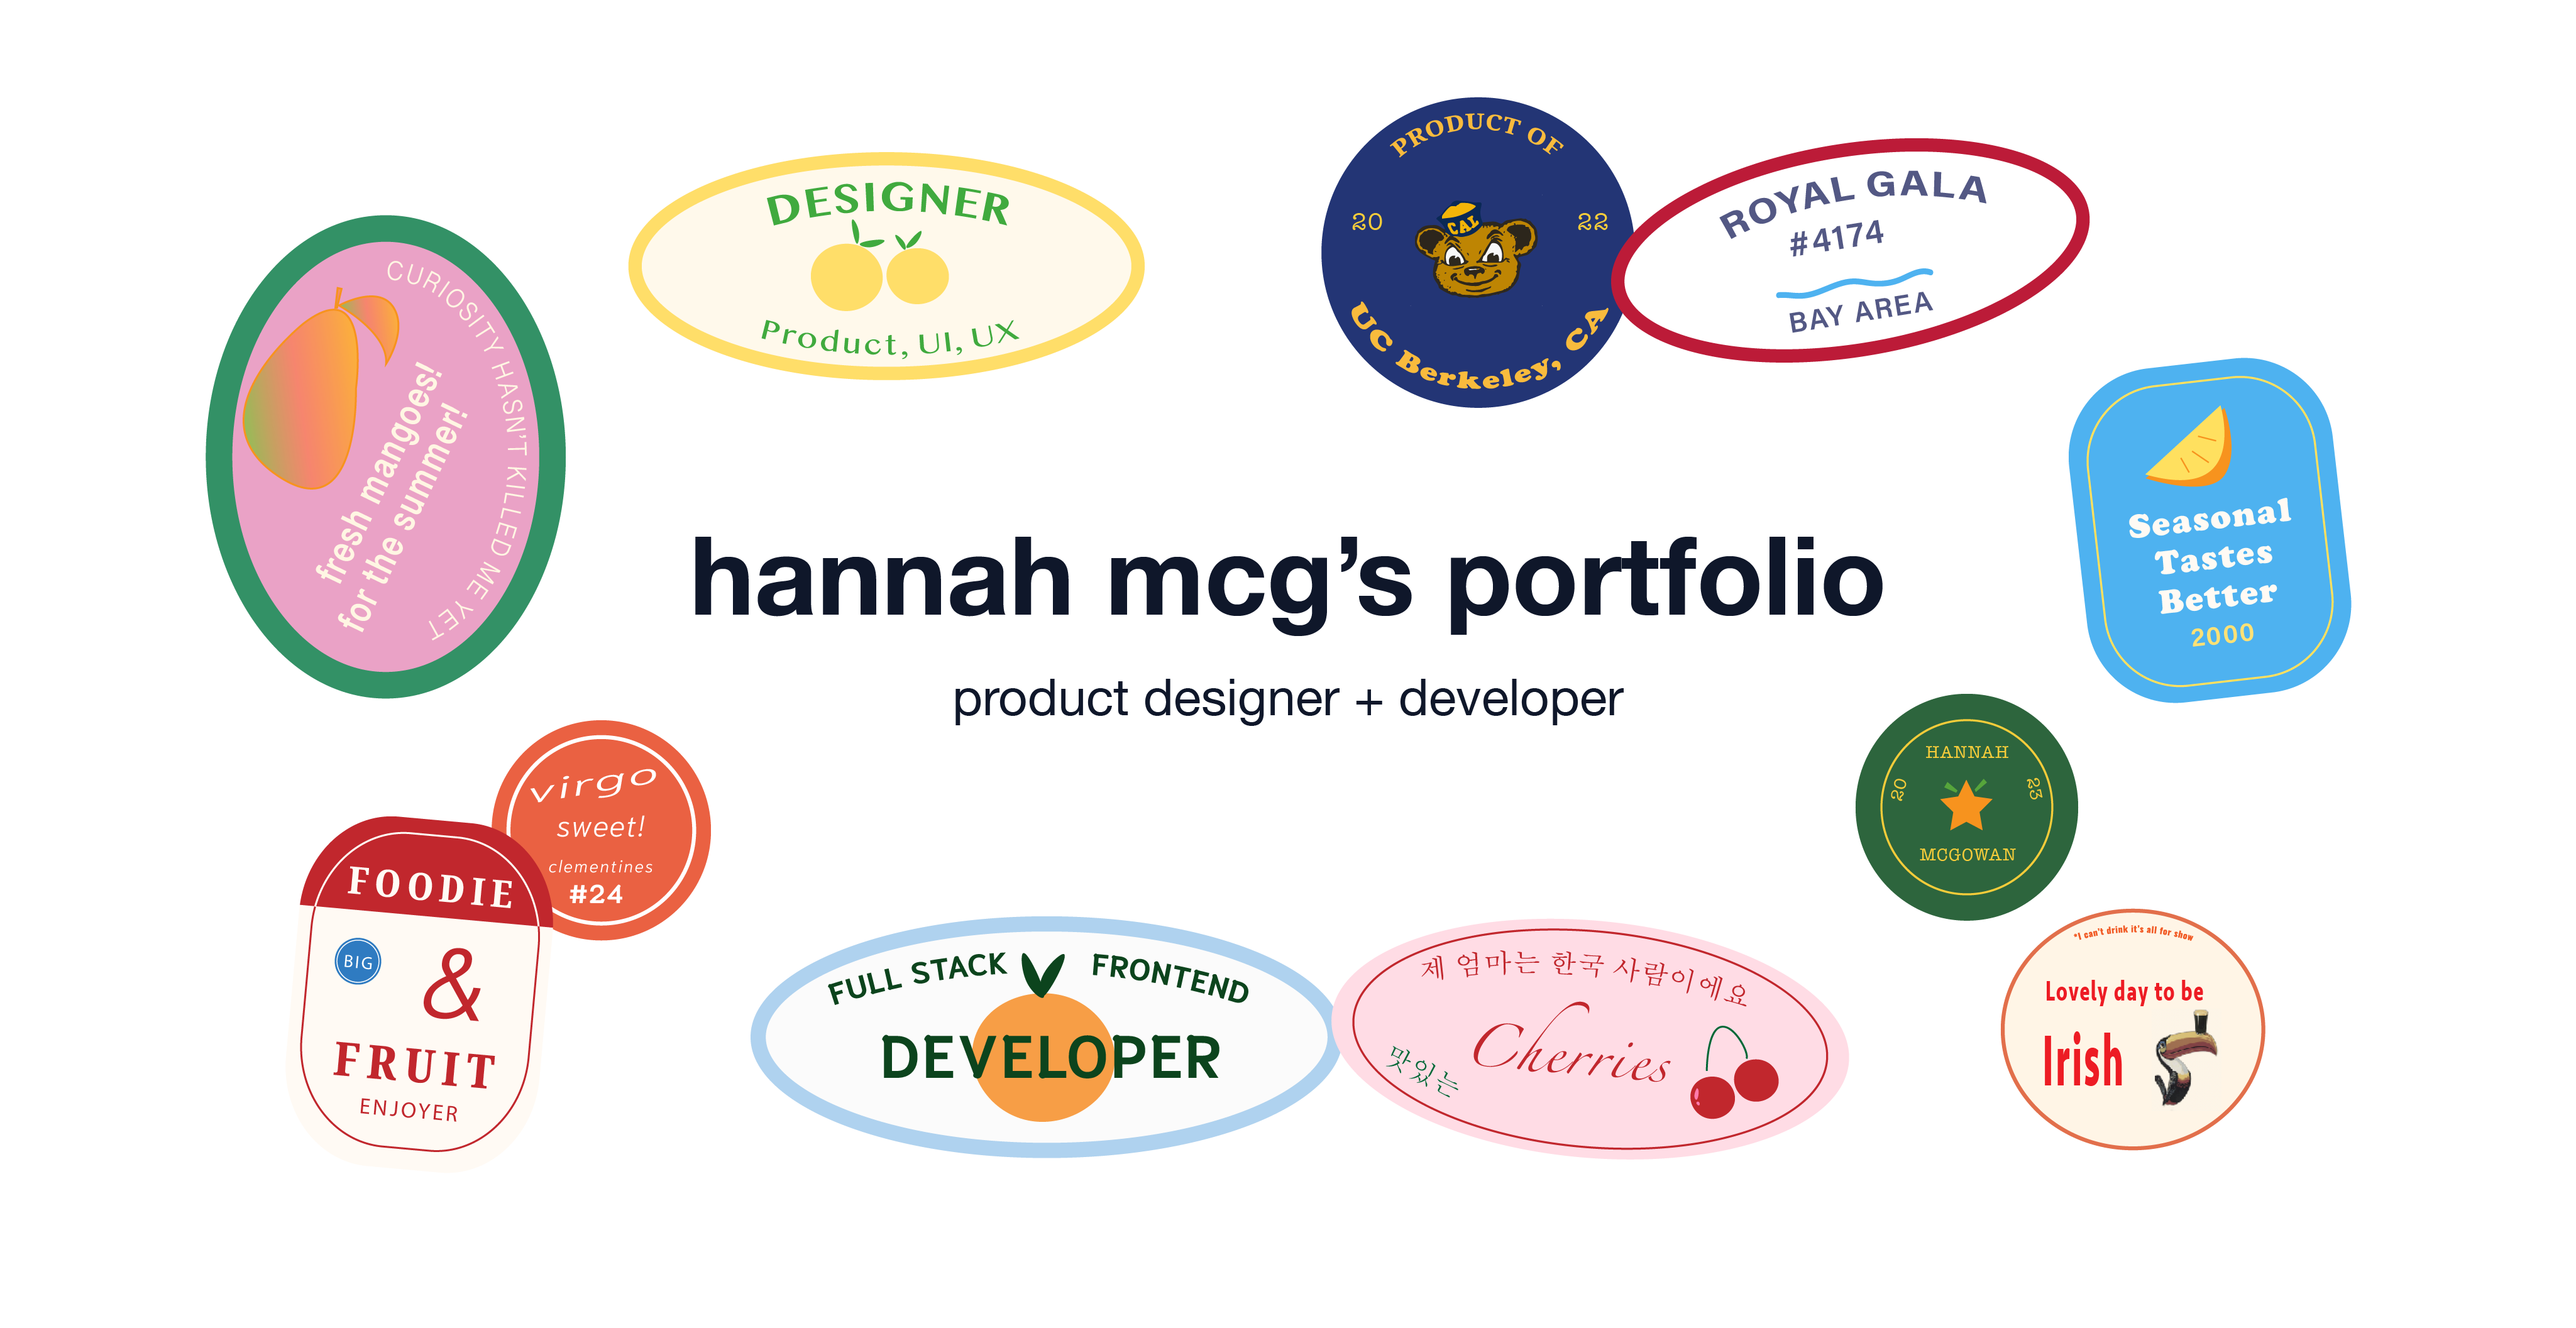 DESIGNER
Product, UI, UX
PRODUCT OF
20 22
CAL
UC Berkeley, CA
ROYAL GALA
#4174
BAY AREA
CURIOSITY HASN'T KILLED ME YET
fresh mangoes!
for the summer!
Seasonal
Tastes
Better
2000
hannah mcg’s portfolio
product designer + developer
virgo
sweet!
clementines
#24
FOODIE
BIG
&
FRUIT
ENJOYER
HANNAH
20 23
MCGOWAN
FULL STACK FRONTEND
DEVELOPER
제 엄마는 한국 사람이에요
Cherries
맛있는
*I can't drink it's all for show
Lovely day to be
Irish